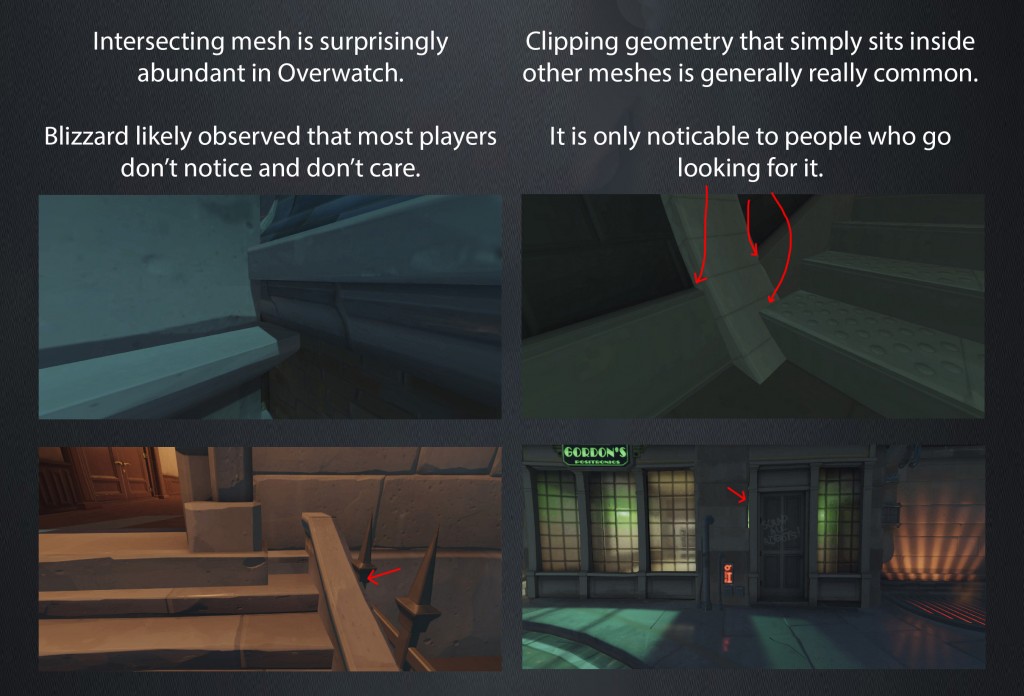 Intersecting mesh is surprisingly
abundant in Overwatch.
Blizzard likely observed that most players
don't notice and don't care.
Clipping geometry that simply sits inside
other meshes is generally really common.
It is only noticable to people who go
looking for it.
GORDON'S
POSITRONICS